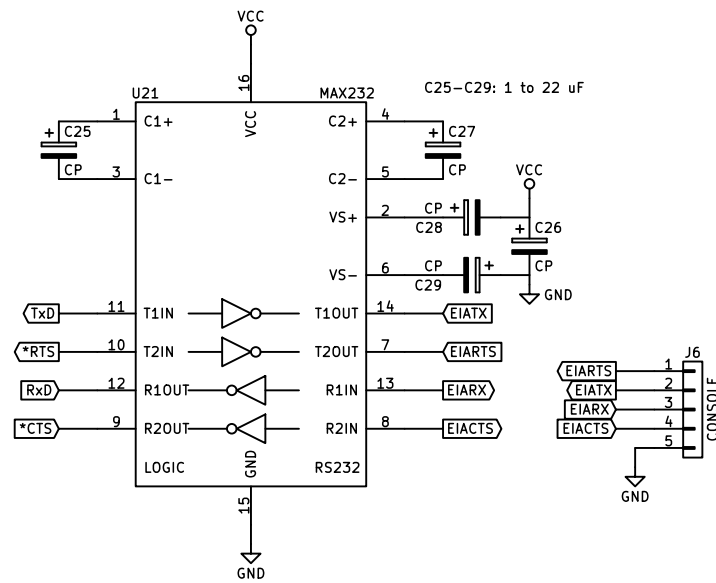 VCC
16
U21
MAX232
C25-C29: 1 to 22 uF
1
C1+
VCC
C2+
4
+
C25
CP
+
C27
CP
3
C1-
C2-
5
VCC
VS+
2
CP
+
C28
+
C26
CP
VS-
6
CP
+
C29
GND
TxD
11
T1IN
T1OUT
14
EIATX
*RTS
10
T2IN
T2OUT
7
EIARTS
RxD
12
R1OUT
R1IN
13
EIARX
*CTS
9
R2OUT
R2IN
8
EIACTS
LOGIC
GND
RS232
15
GND
J6
EIARTS
1
EIATX
2
EIARX
3
EIACTS
4
5
CONSOLE
GND